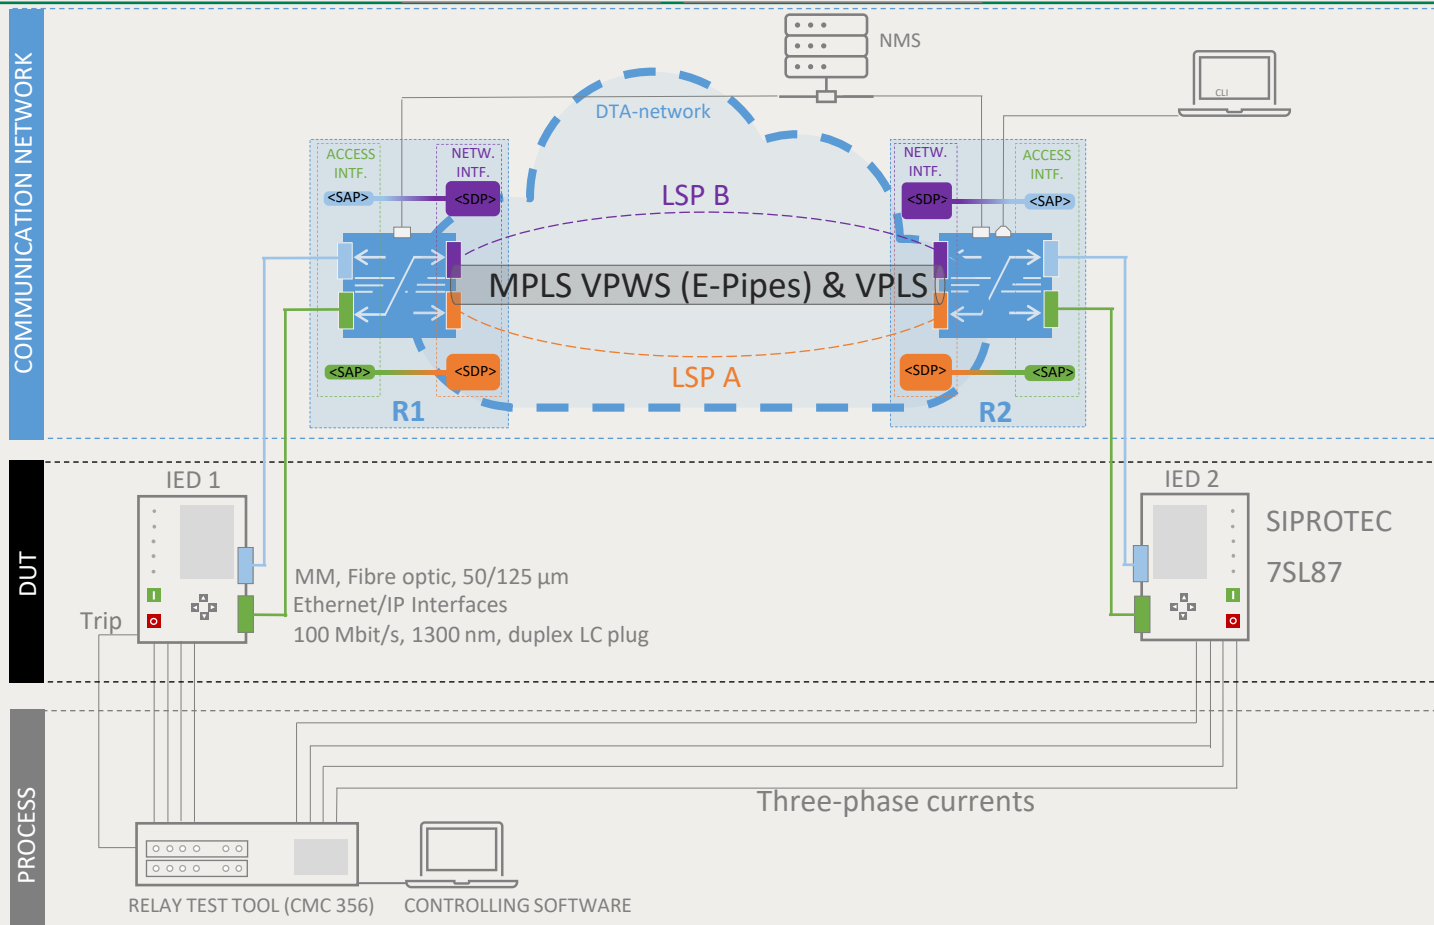 COMMUNICATION NETWORK
NMS
CLI
DTA-network
ACCESS
INTF.
NETW.
INTF.
NETW.
INTF.
ACCESS
INTF.
<SAP>
<SDP>
LSP B
<SDP>
<SAP>
MPLS VPWS (E-Pipes) & VPLS
<SAP>
<SDP>
LSP A
<SDP>
<SAP>
R1
R2
DUT
IED 1
IED 2
SIPROTEC
7SL87
MM, Fibre optic, 50/125 µm
Ethernet/IP Interfaces
100 Mbit/s, 1300 nm, duplex LC plug
Trip
PROCESS
Three-phase currents
RELAY TEST TOOL (CMC 356)
CONTROLLING SOFTWARE